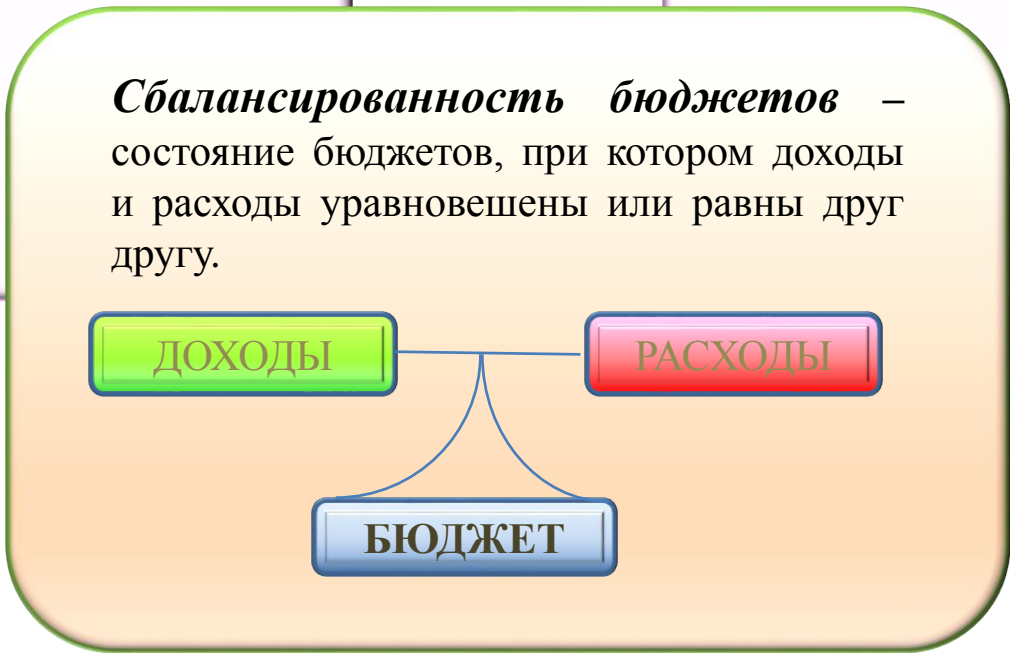 Сбалансированность бюджетов –
состояние бюджетов, при котором доходы
и расходы уравновешены или равны друг
другу.
ДОХОДЫ
РАСХОДЫ
БЮДЖЕТ